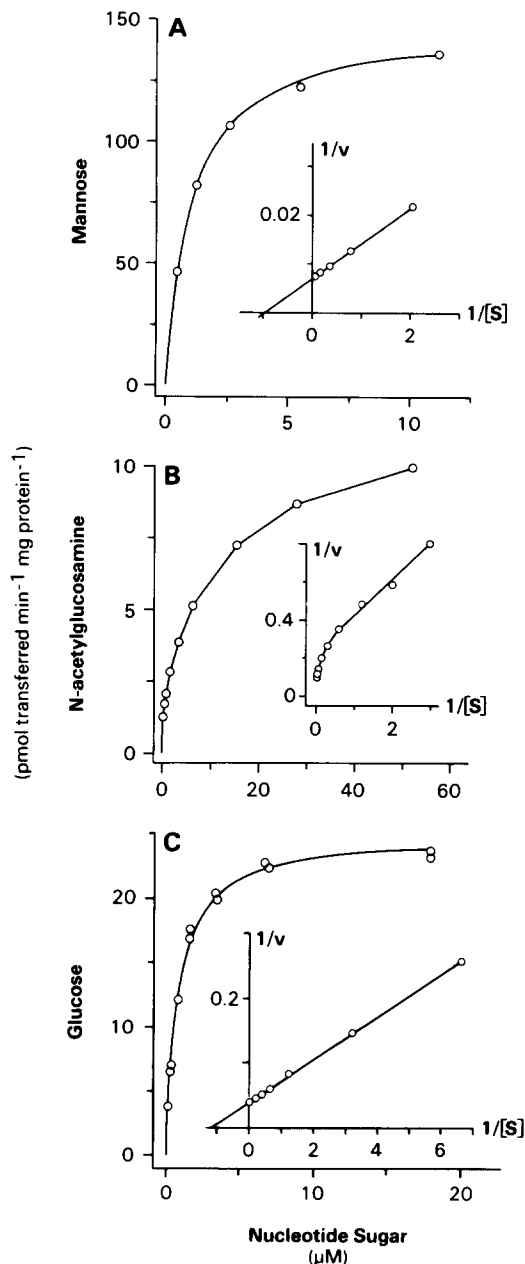 A
150
100
50
0
Mannose
0
5
10
1/v
0.02
0
2
1/[S]
(pmol transferred min⁻¹ mg protein⁻¹)
B
10
5
0
N-acetylglucosamine
0
20
40
60
1/v
0.4
0
0
2
1/[S]
C
20
10
0
Glucose
0
10
20
1/v
0.2
0
2
4
6
1/[S]
Nucleotide Sugar
(μM)